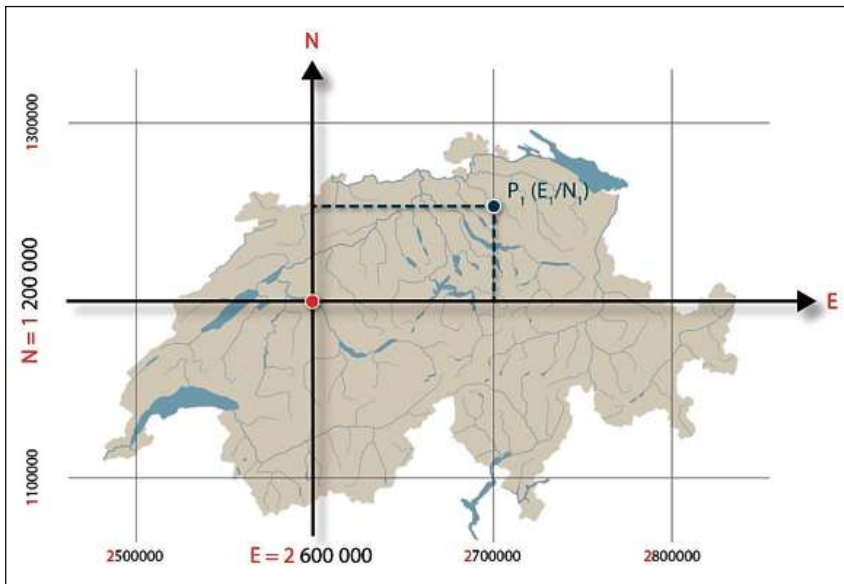 N
1300000
P₁ (E₁/N₁)
N = 1 200 000
E
1100000
2500000
E = 2 600 000
2700000
2800000